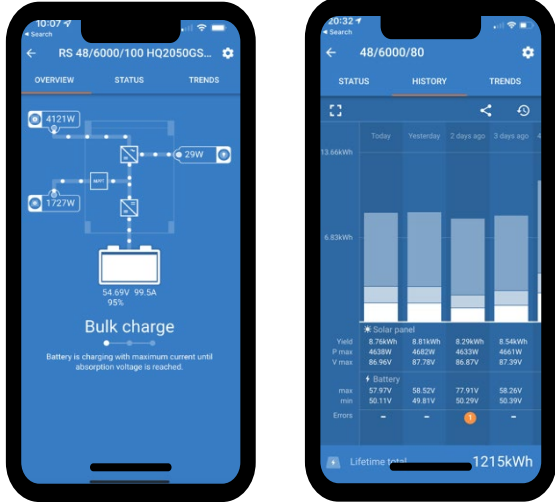 10:07
Search
RS 48/6000/100 HQ2050GS...
OVERVIEW STATUS TRENDS
4121W
29W
MPPT
1727W
54.69V 99.5A
95%
Bulk charge
Battery is charging with maximum current until
absorption voltage is reached.
20:32
Search
48/6000/80
STATUS HISTORY TRENDS
Today Yesterday 2 days ago 3 days ago 4
13.66kWh
6.83kWh
Solar panel
Yield 8.76kWh 8.81kWh 8.29kWh 8.54kWh
P max 4638W 4682W 4633W 4661W
V max 86.96V 87.78V 86.87V 87.39V
Battery
max 57.97V 58.52V 77.91V 58.26V
min 50.11V 49.81V 50.29V 50.39V
Errors - - 1 -
Lifetime total 1215kWh